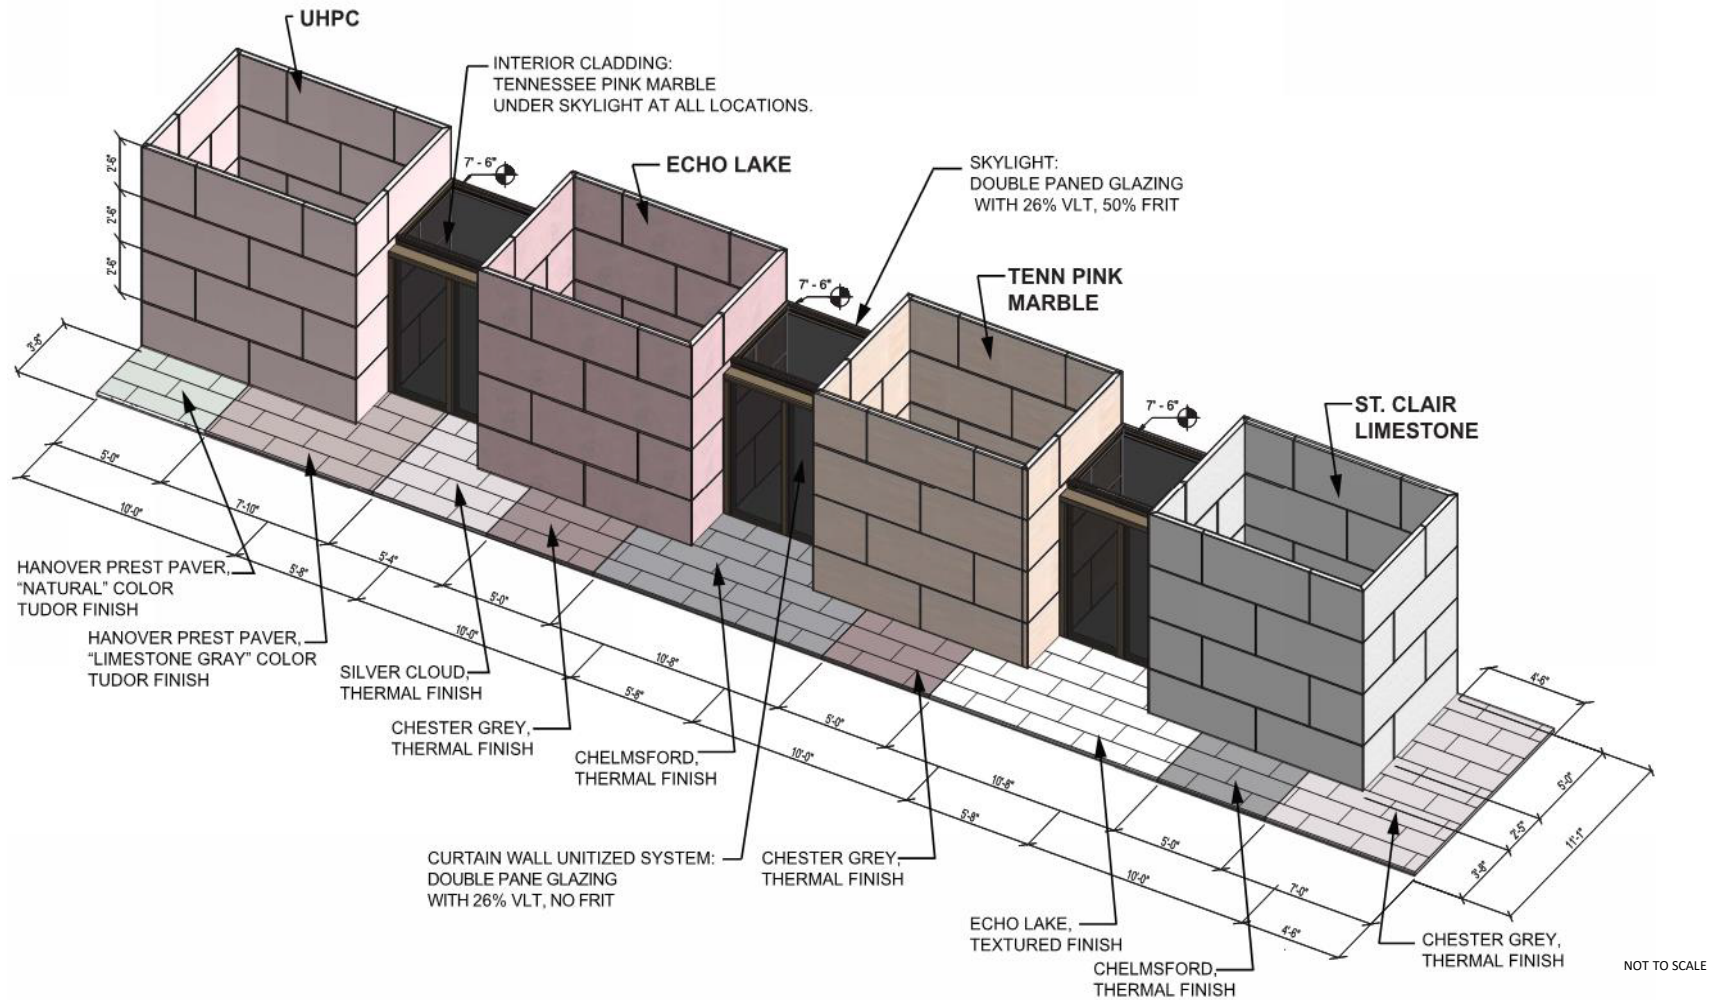 UHPC
INTERIOR CLADDING:
TENNESSEE PINK MARBLE
UNDER SKYLIGHT AT ALL LOCATIONS.
7' - 6"
ECHO LAKE
SKYLIGHT:
DOUBLE PANED GLAZING
WITH 26% VLT, 50% FRIT
7' - 6"
TENN PINK
MARBLE
7' - 6"
ST. CLAIR
LIMESTONE
2'-6"
2'-6"
2'-6"
3'-8"
5'-0"
10'-0"
7'-10"
5'-8"
5'-4"
10'-0"
5'-0"
5'-8"
10'-8"
10'-0"
5'-0"
5'-8"
10'-8"
10'-0"
5'-0"
4'-6"
7'-0"
4'-6"
5'-0"
2'-5"
3'-8"
11'-1"
HANOVER PREST PAVER,
“NATURAL” COLOR
TUDOR FINISH
HANOVER PREST PAVER,
“LIMESTONE GRAY” COLOR
TUDOR FINISH
SILVER CLOUD,
THERMAL FINISH
CHESTER GREY,
THERMAL FINISH
CHELMSFORD,
THERMAL FINISH
CURTAIN WALL UNITIZED SYSTEM:
DOUBLE PANE GLAZING
WITH 26% VLT, NO FRIT
CHESTER GREY,
THERMAL FINISH
ECHO LAKE,
TEXTURED FINISH
CHELMSFORD,
THERMAL FINISH
CHESTER GREY,
THERMAL FINISH
NOT TO SCALE